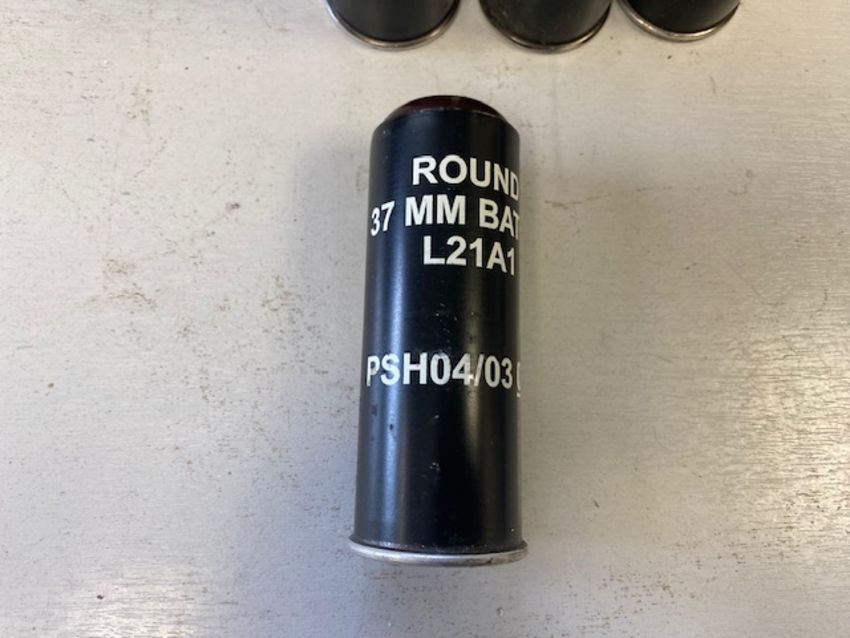 ROUND
37 MM BAT
L21A1
PSH04/03